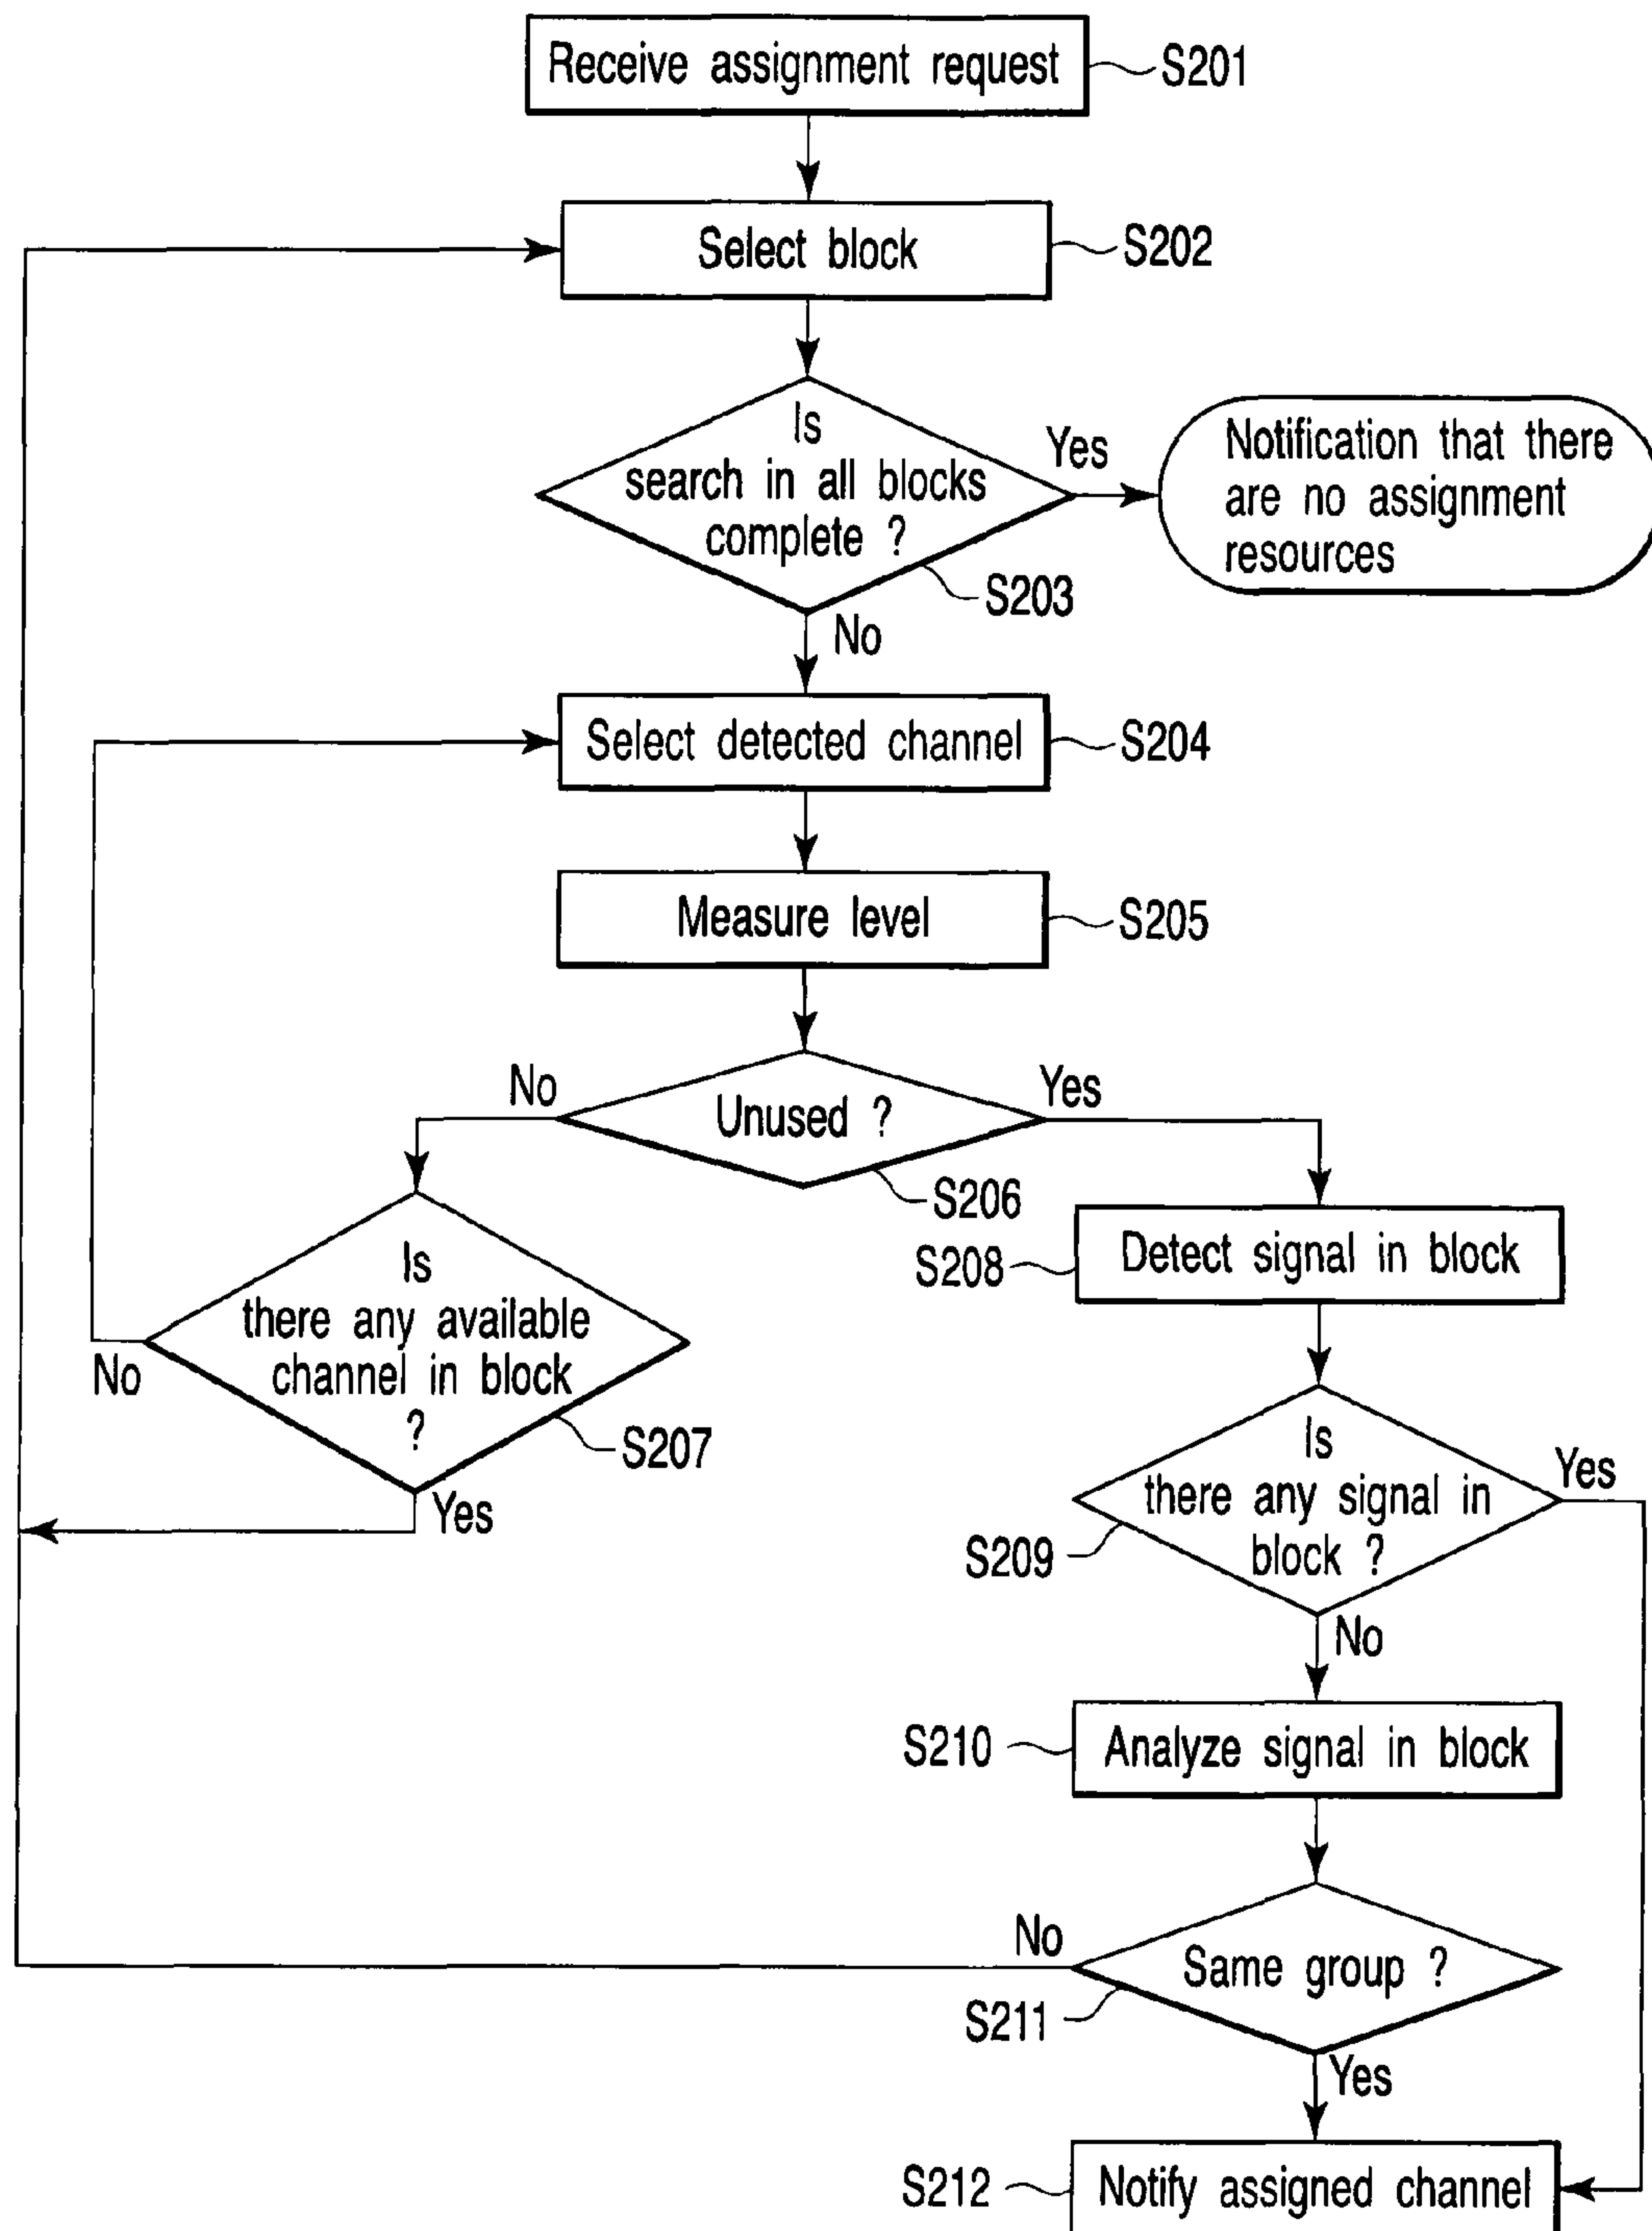 Receive assignment request
S201
Select block
S202
Is
search in all blocks
complete ?
S203
Yes
No
Notification that there
are no assignment
resources
Select detected channel
S204
Measure level
S205
Unused ?
S206
No
Yes
Is
there any available
channel in block
?
S207
No
Yes
Detect signal in block
S208
Is
there any signal in
block ?
S209
Yes
No
Analyze signal in block
S210
Same group ?
S211
No
Yes
Notify assigned channel
S212